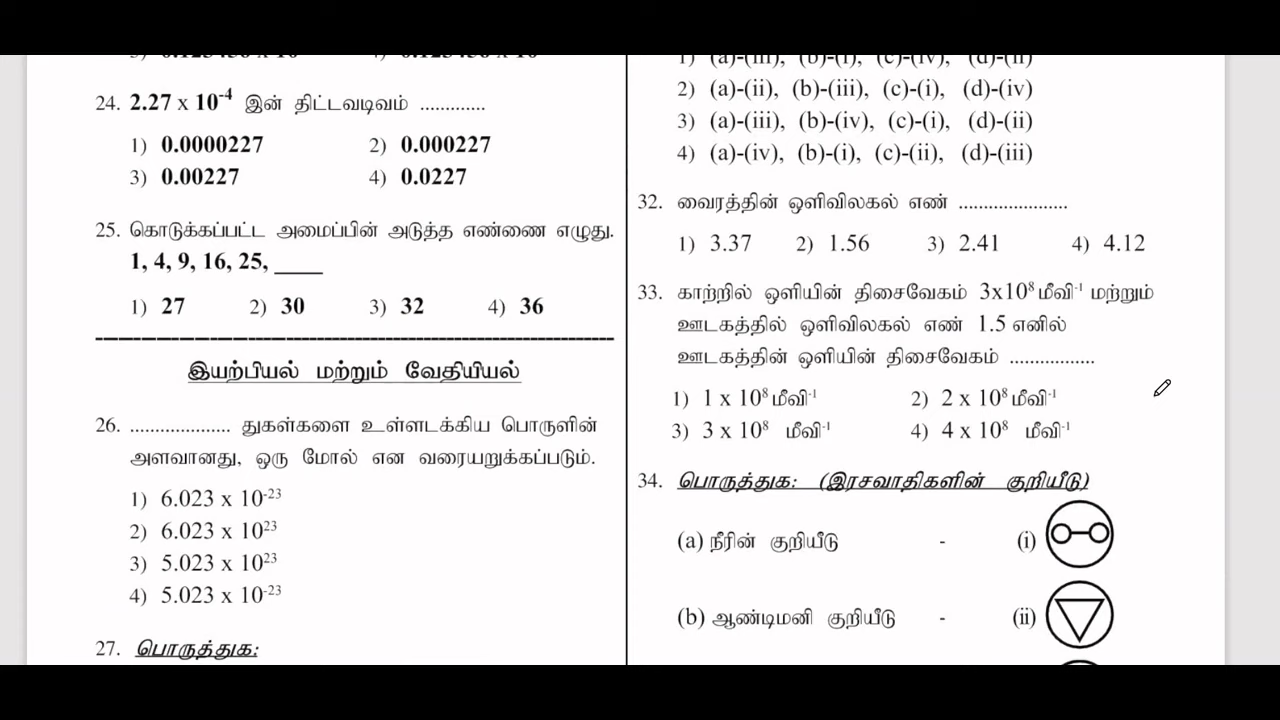 24. 2.27 x 10⁻⁴ இன் திட்டவடிவம் .............
1) 0.0000227 2) 0.000227
3) 0.00227 4) 0.0227
25. கொடுக்கப்பட்ட அமைப்பின் அடுத்த எண்ணை எழுது.
1, 4, 9, 16, 25, ____
1) 27 2) 30 3) 32 4) 36
இயற்பியல் மற்றும் வேதியியல்
26. .................... துகள்களை உள்ளடக்கிய பொருளின்
அளவானது, ஒரு மோல் என வரையறுக்கப்படும்.
1) 6.023 x 10⁻²³
2) 6.023 x 10²³
3) 5.023 x 10²³
4) 5.023 x 10⁻²³
27. பொருத்துக:
1) (a)-(iii), (b)-(i), (c)-(iv), (d)-(ii)
2) (a)-(ii), (b)-(iii), (c)-(i), (d)-(iv)
3) (a)-(iii), (b)-(iv), (c)-(i), (d)-(ii)
4) (a)-(iv), (b)-(i), (c)-(ii), (d)-(iii)
32. வைரத்தின் ஒளிவிலகல் எண் ......................
1) 3.37 2) 1.56 3) 2.41 4) 4.12
33. காற்றில் ஒளியின் திசைவேகம் 3x10⁸ மீவி⁻¹ மற்றும்
ஊடகத்தில் ஒளிவிலகல் எண் 1.5 எனில்
ஊடகத்தின் ஒளியின் திசைவேகம் .................
1) 1 x 10⁸ மீவி⁻¹ 2) 2 x 10⁸ மீவி⁻¹
3) 3 x 10⁸ மீவி⁻¹ 4) 4 x 10⁸ மீவி⁻¹
34. பொருத்துக: (இரசவாதிகளின் குறியீடு)
(a) நீரின் குறியீடு - (i)
(b) ஆண்டிமனி குறியீடு - (ii)